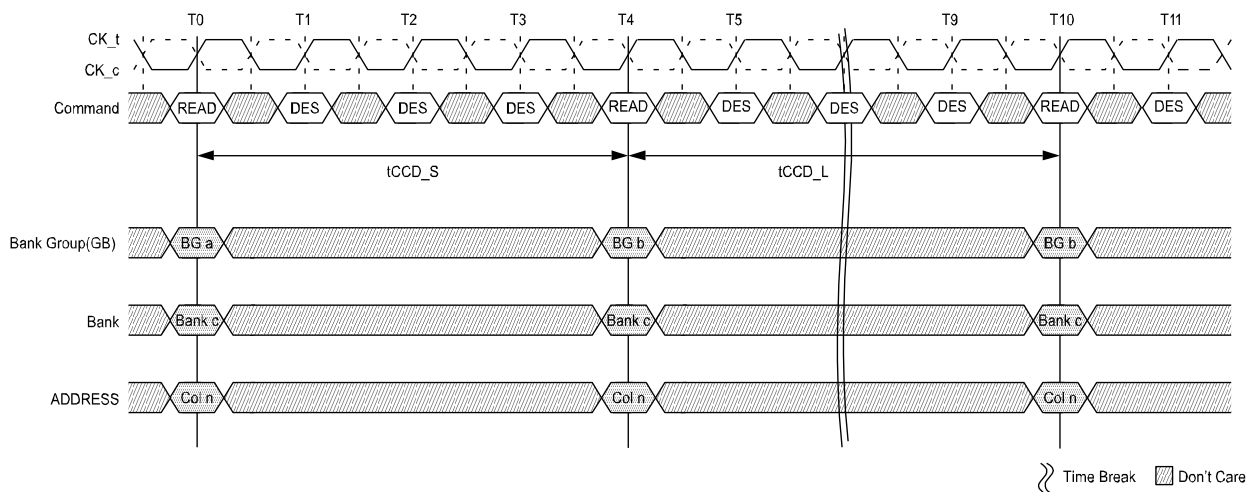 T0 T1 T2 T3 T4 T5 T9 T10 T11
CK_t
CK_c
Command READ DES DES DES READ DES DES DES READ DES
tCCD_S tCCD_L
Bank Group(GB) BG a BG b BG b
Bank Bank c Bank c Bank c
ADDRESS Col n Col n Col n
Time Break Don't Care